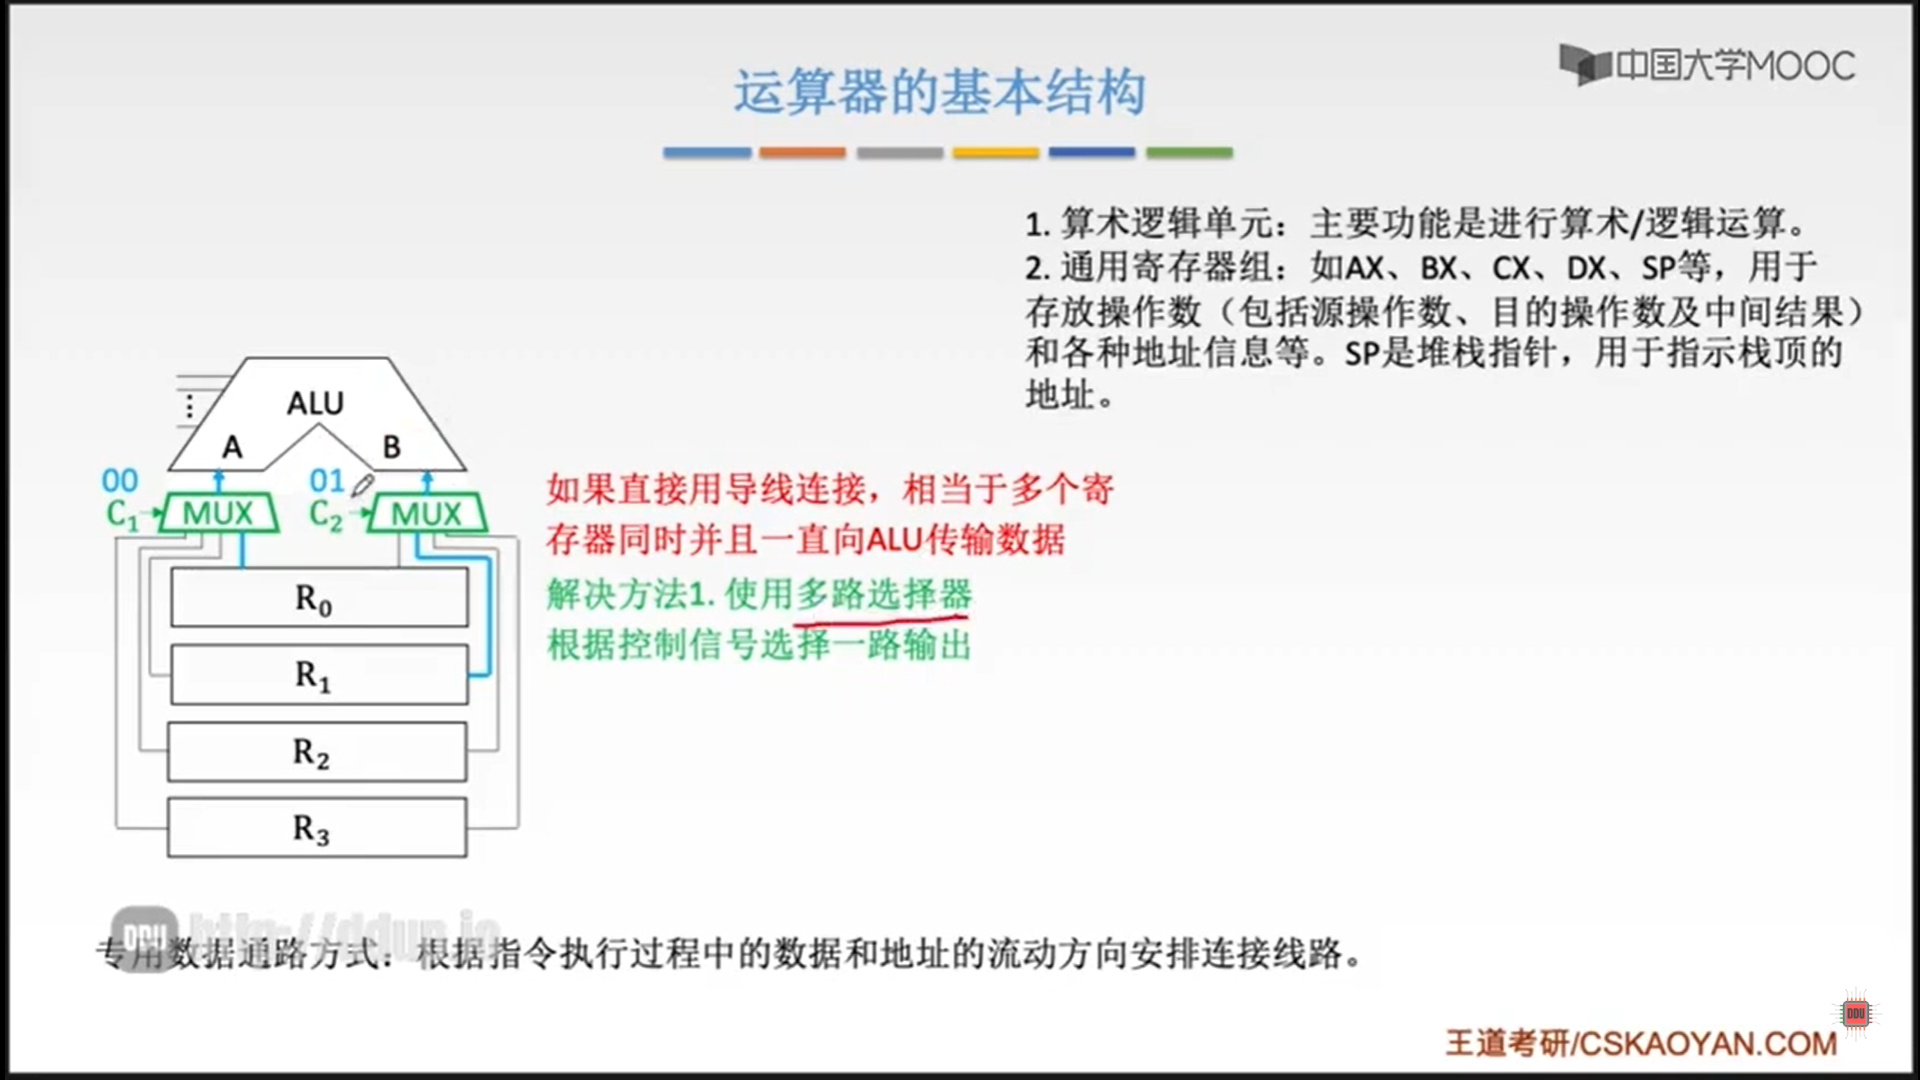 中国大学MOOC
运算器的基本结构
1. 算术逻辑单元：主要功能是进行算术/逻辑运算。
2. 通用寄存器组：如AX、BX、CX、DX、SP等，用于
存放操作数（包括源操作数、目的操作数及中间结果）
和各种地址信息等。SP是堆栈指针，用于指示栈顶的
地址。
ALU
A B
00 01
C1 MUX C2 MUX
如果直接用导线连接，相当于多个寄
存器同时并且一直向ALU传输数据
解决方法1. 使用多路选择器
根据控制信号选择一路输出
R0
R1
R2
R3
DDU http://ddup.io
专用数据通路方式：根据指令执行过程中的数据和地址的流动方向安排连接线路。
DDU
王道考研/CSKAOYAN.COM